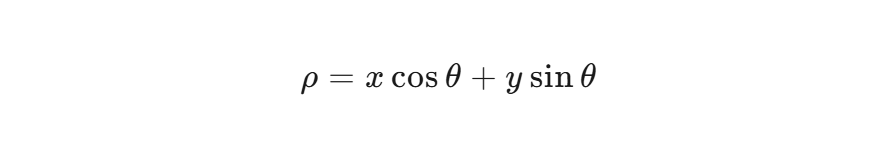 ρ = x cos θ + y sin θ